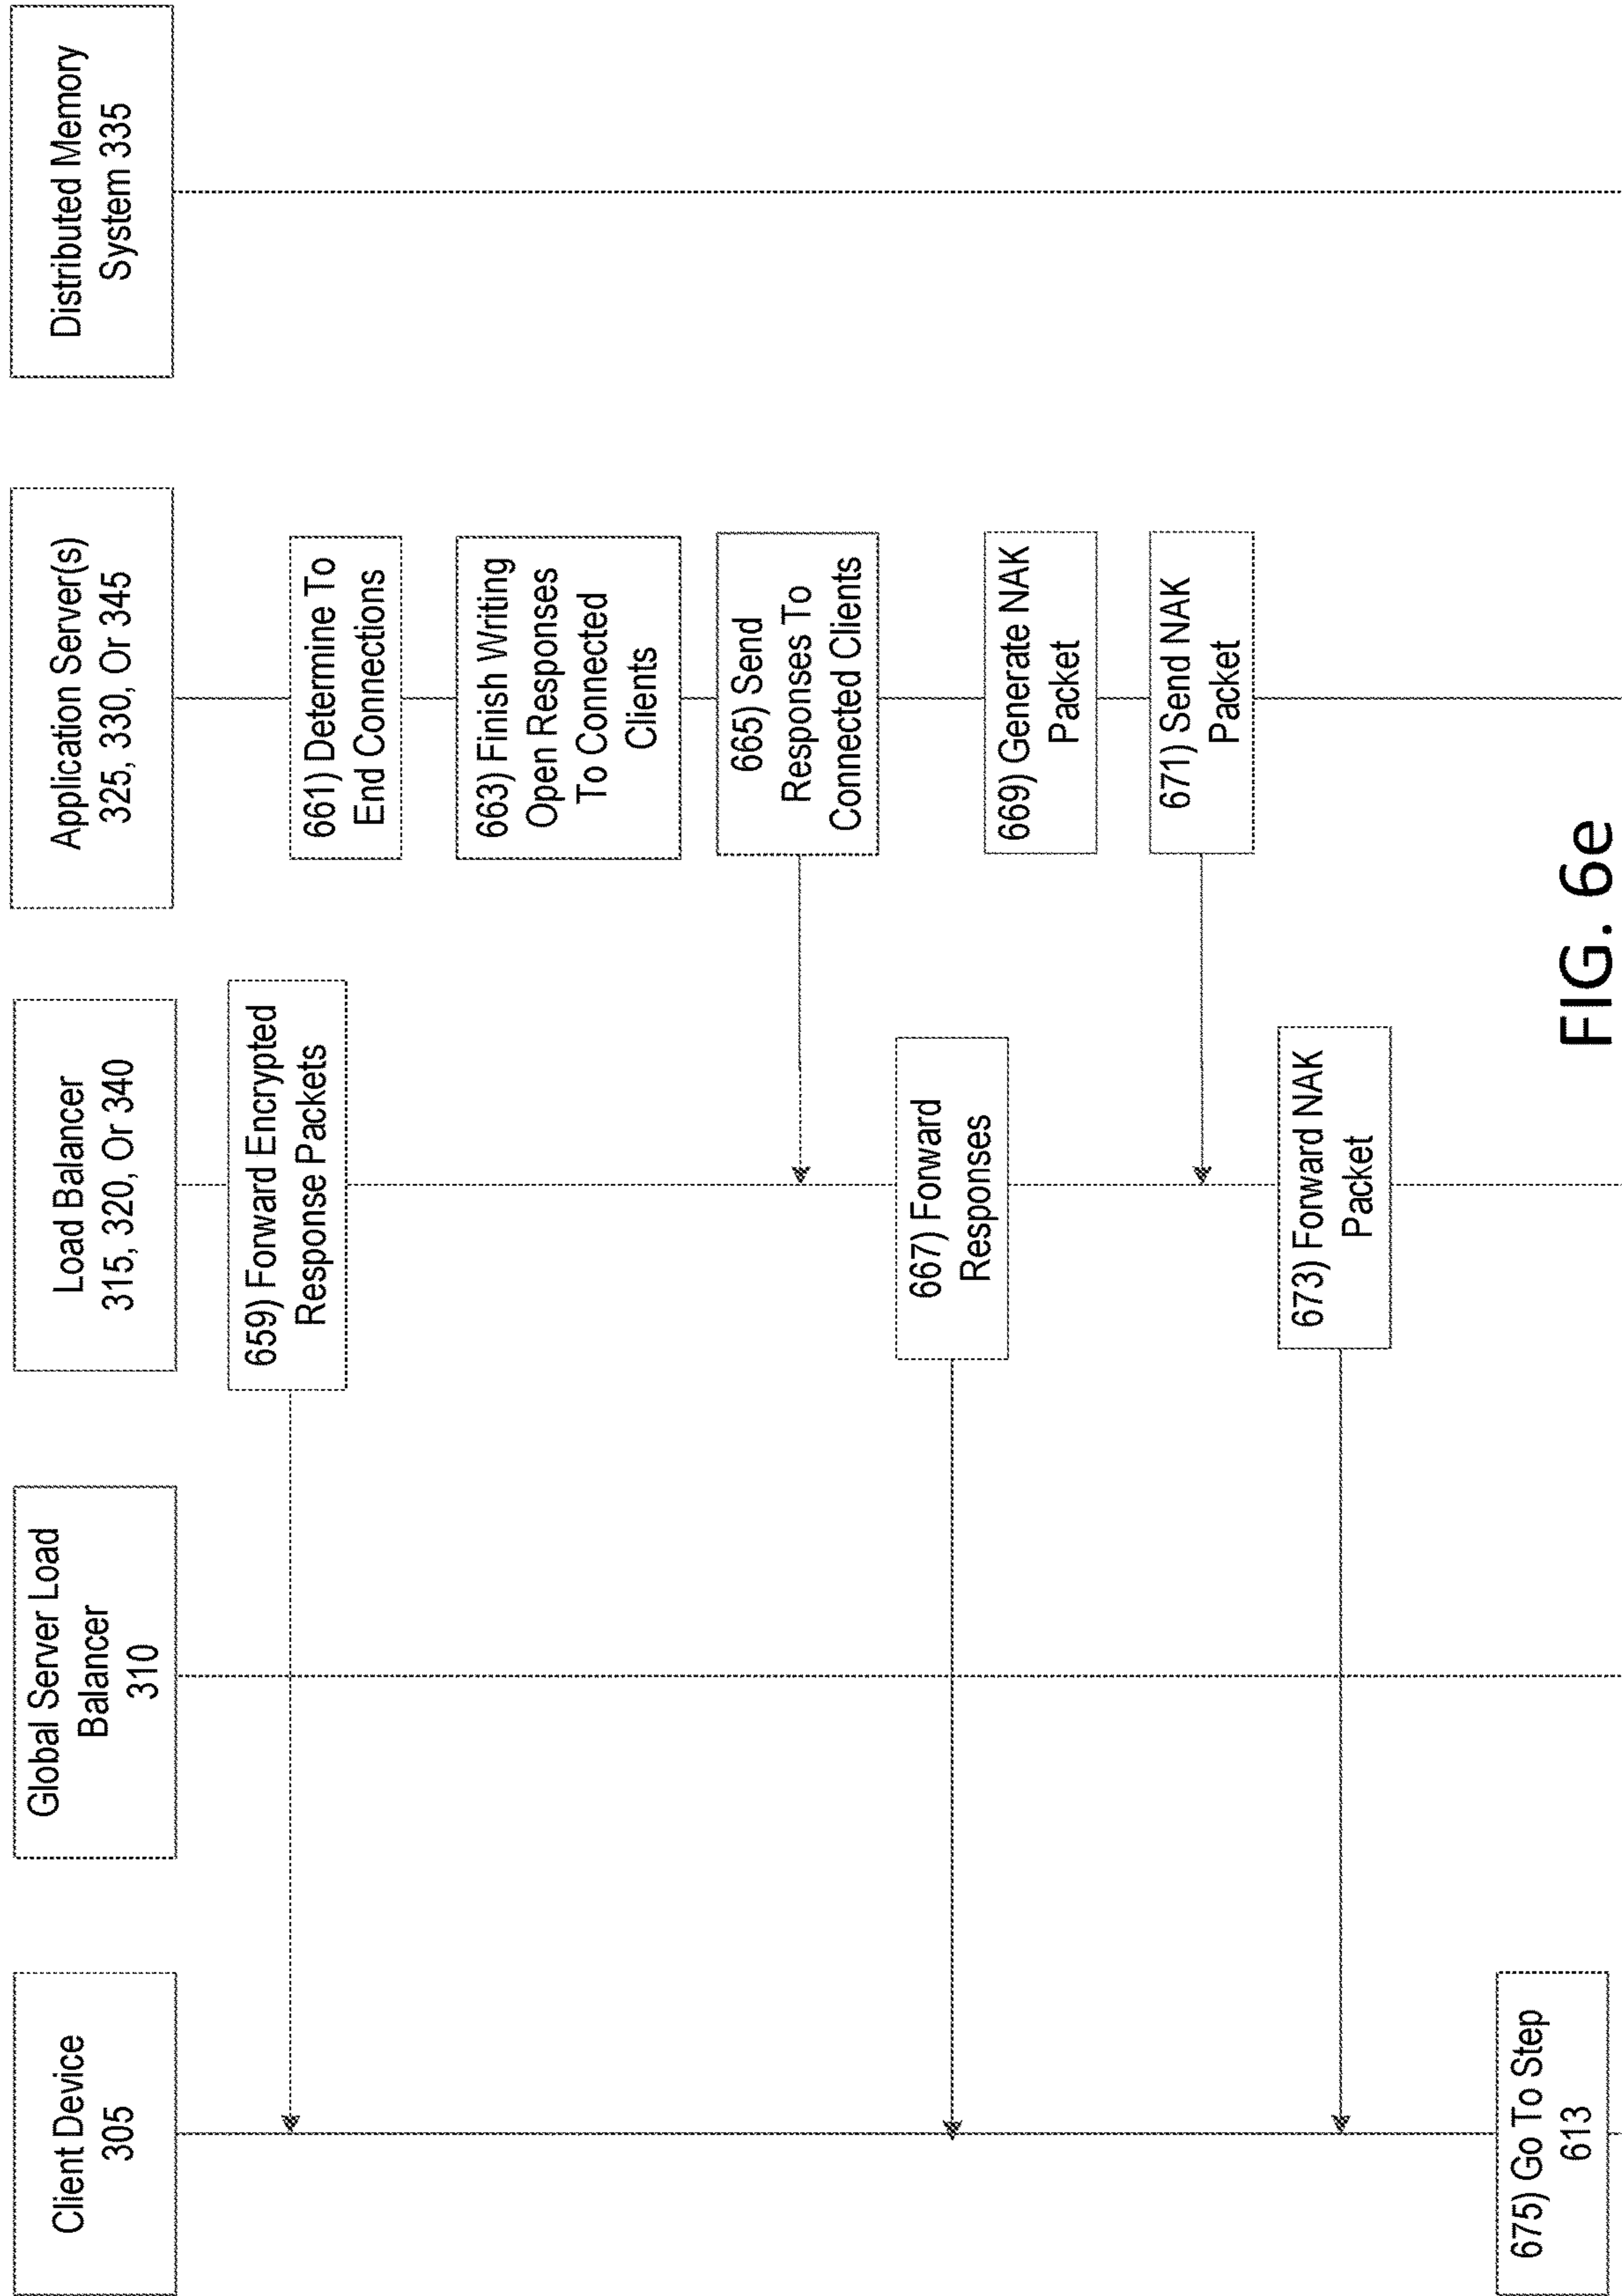 Client Device
305
Global Server Load
Balancer
310
Load Balancer
315, 320, Or 340
Application Server(s)
325, 330, Or 345
Distributed Memory
System 335
659) Forward Encrypted
Response Packets
661) Determine To
End Connections
663) Finish Writing
Open Responses
To Connected
Clients
665) Send
Responses To
Connected Clients
667) Forward
Responses
669) Generate NAK
Packet
671) Send NAK
Packet
673) Forward NAK
Packet
675) Go To Step
613
FIG. 6e